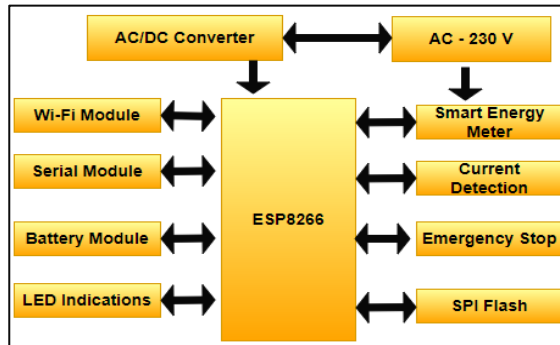 AC/DC Converter
AC - 230 V
Wi-Fi Module
Smart Energy
Meter
Serial Module
Current
Detection
ESP8266
Battery Module
Emergency Stop
LED Indications
SPI Flash